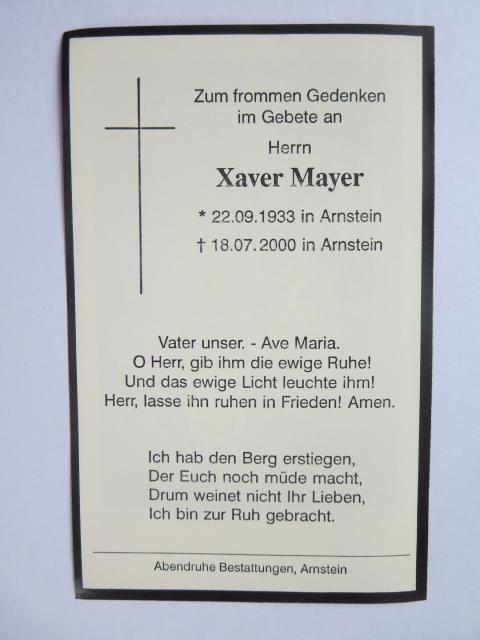 Zum frommen Gedenken
im Gebete an
Herrn
Xaver Mayer
* 22.09.1933 in Arnstein
† 18.07.2000 in Arnstein
Vater unser. - Ave Maria.
O Herr, gib ihm die ewige Ruhe!
Und das ewige Licht leuchte ihm!
Herr, lasse ihn ruhen in Frieden! Amen.
Ich hab den Berg erstiegen,
Der Euch noch müde macht,
Drum weinet nicht Ihr Lieben,
Ich bin zur Ruh gebracht.
Abendruhe Bestattungen, Arnstein